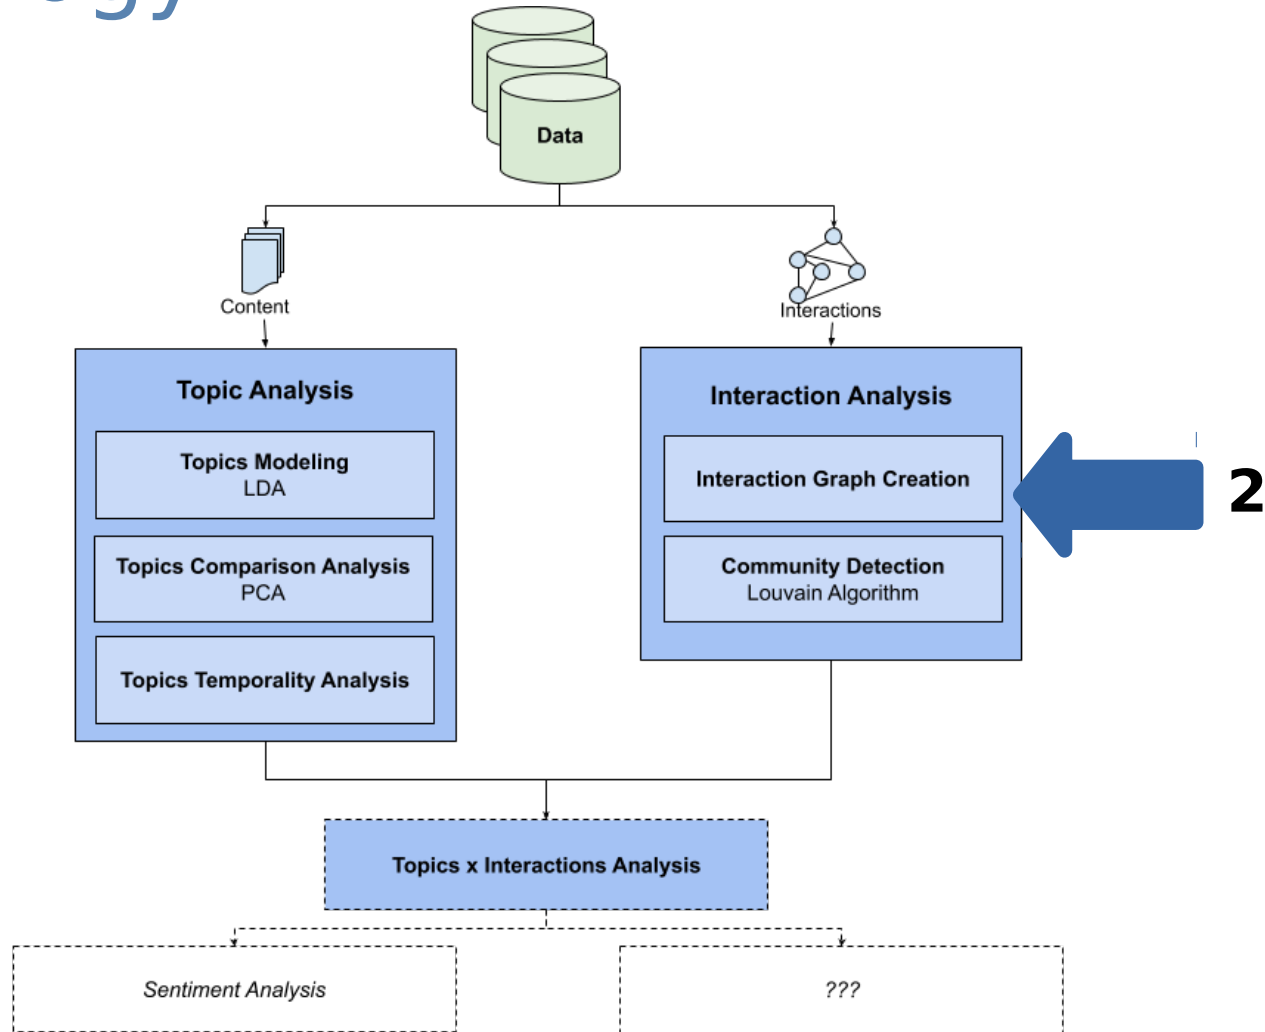 ogy
Data
Content
Interactions
Topic Analysis
Topics Modeling
LDA
Topics Comparison Analysis
PCA
Topics Temporality Analysis
Interaction Analysis
Interaction Graph Creation
Community Detection
Louvain Algorithm
2
Topics x Interactions Analysis
Sentiment Analysis
???